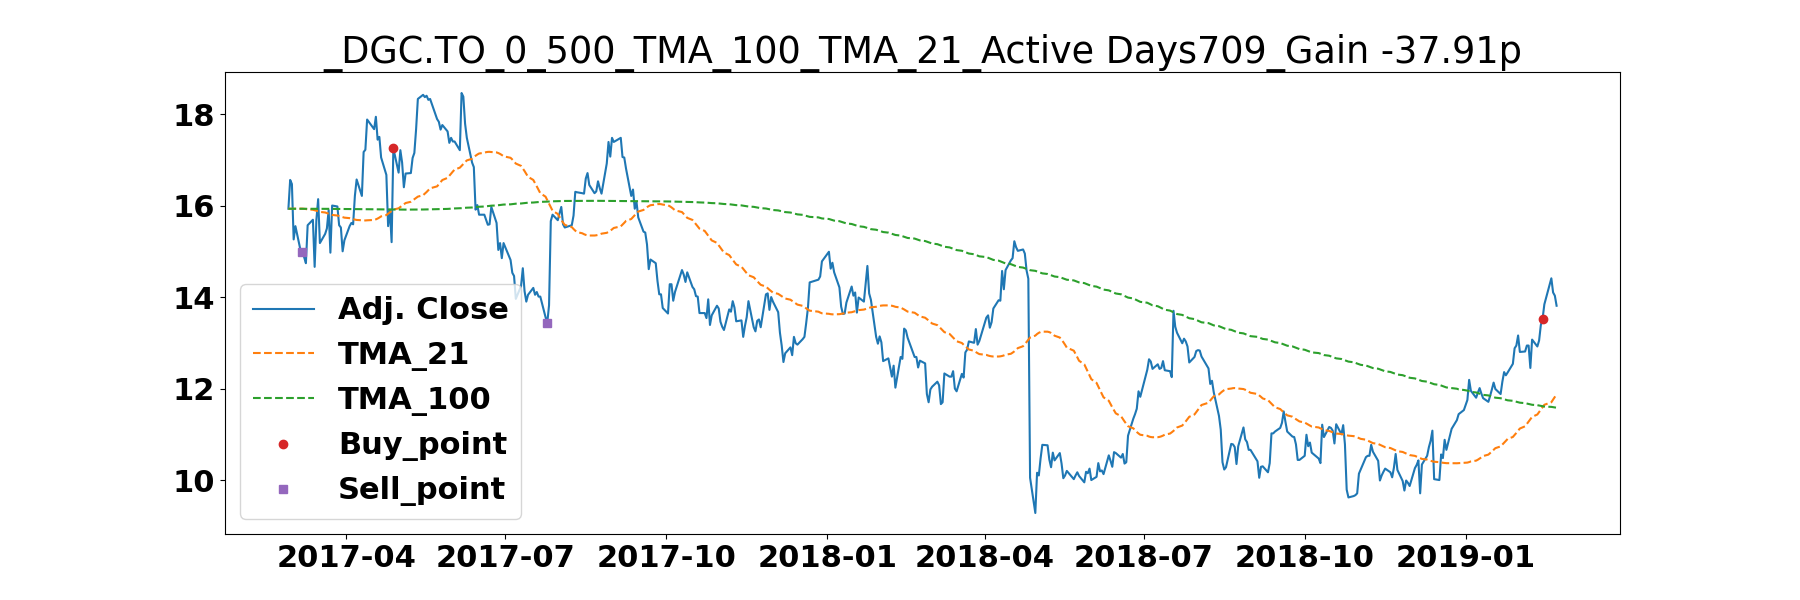 _DGC.TO_0_500_TMA_100_TMA_21_Active Days709_Gain -37.91p
18
16
14
12
10
Adj. Close
TMA_21
TMA_100
Buy_point
Sell_point
2017-04 2017-07 2017-10 2018-01 2018-04 2018-07 2018-10 2019-01